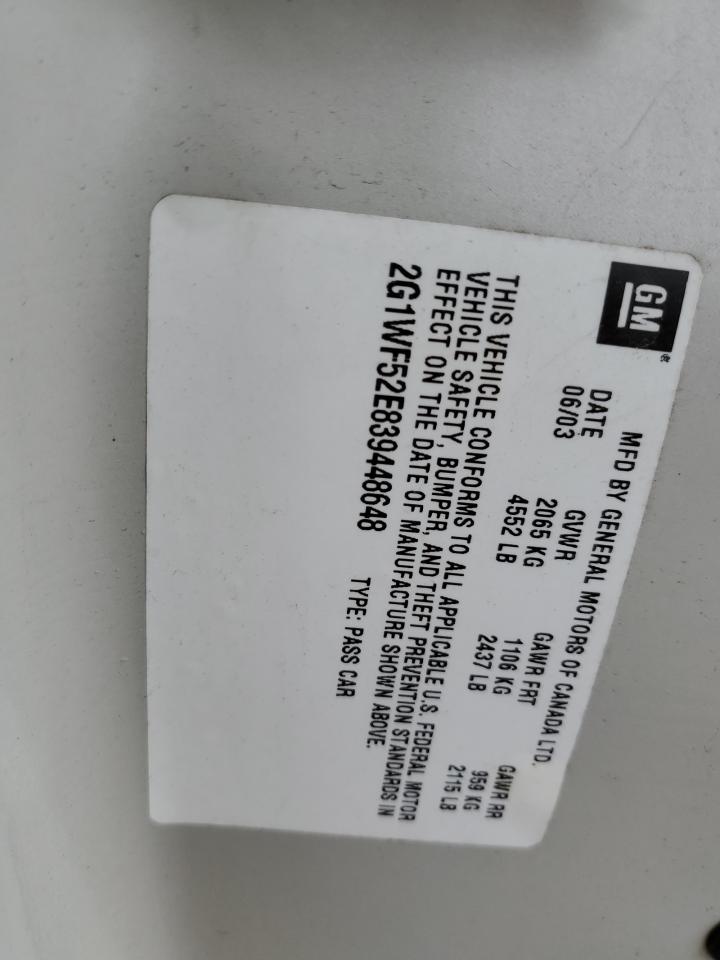 GM
MFD BY GENERAL MOTORS OF CANADA LTD.
DATE GVWR GAWR FRT GAWR RR
06/03 2065 KG 1106 KG 959 KG
4552 LB 2437 LB 2115 LB
THIS VEHICLE CONFORMS TO ALL APPLICABLE U.S. FEDERAL MOTOR
VEHICLE SAFETY, BUMPER, AND THEFT PREVENTION STANDARDS IN
EFFECT ON THE DATE OF MANUFACTURE SHOWN ABOVE.
2G1WF52E839448648 TYPE: PASS CAR